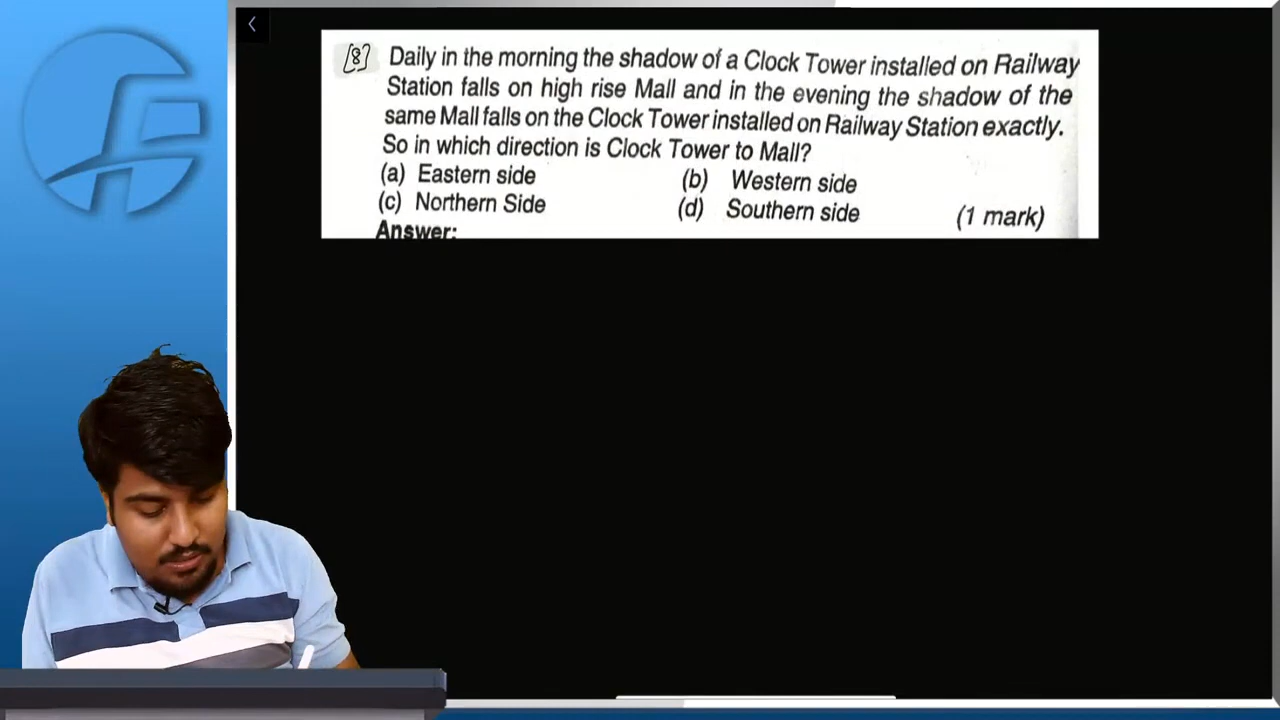 [8] Daily in the morning the shadow of a Clock Tower installed on Railway
Station falls on high rise Mall and in the evening the shadow of the
same Mall falls on the Clock Tower installed on Railway Station exactly.
So in which direction is Clock Tower to Mall?
(a) Eastern side (b) Western side
(c) Northern Side (d) Southern side (1 mark)
Answer: